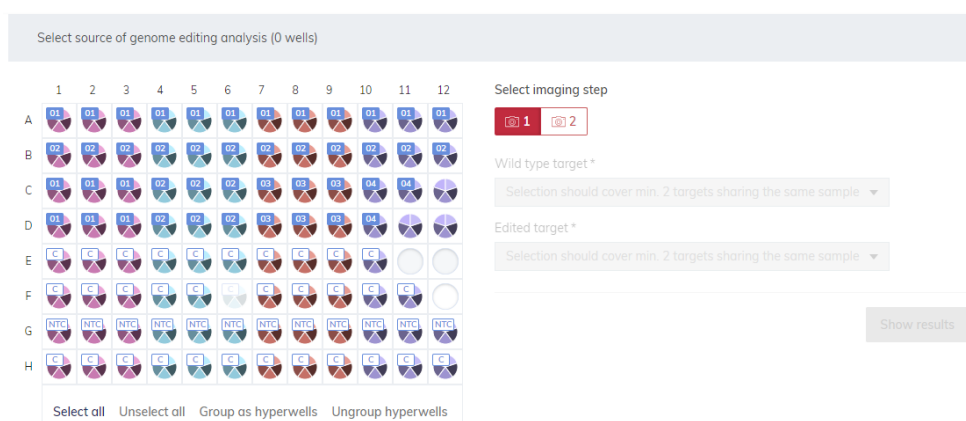 Select source of genome editing analysis (0 wells)
1 2 3 4 5 6 7 8 9 10 11 12
Select imaging step
A 01 01 01 01 01 01 01 01 01 01 01 01
1 2
B 02 02 02 02 02 02 02 02 02 02 02 02
Wild type target *
C 01 01 01 02 02 02 03 03 03 04 04
Selection should cover min. 2 targets sharing the same sample
D 01 01 01 02 02 02 03 03 03 04
Edited target *
E C C C C C C C C C C
Selection should cover min. 2 targets sharing the same sample
F C C C C C C C C C C C
G NTC NTC NTC NTC NTC NTC NTC NTC NTC NTC NTC NTC
Show results
H C C C C C C C C C C C C
Select all Unselect all Group as hyperwells Ungroup hyperwells